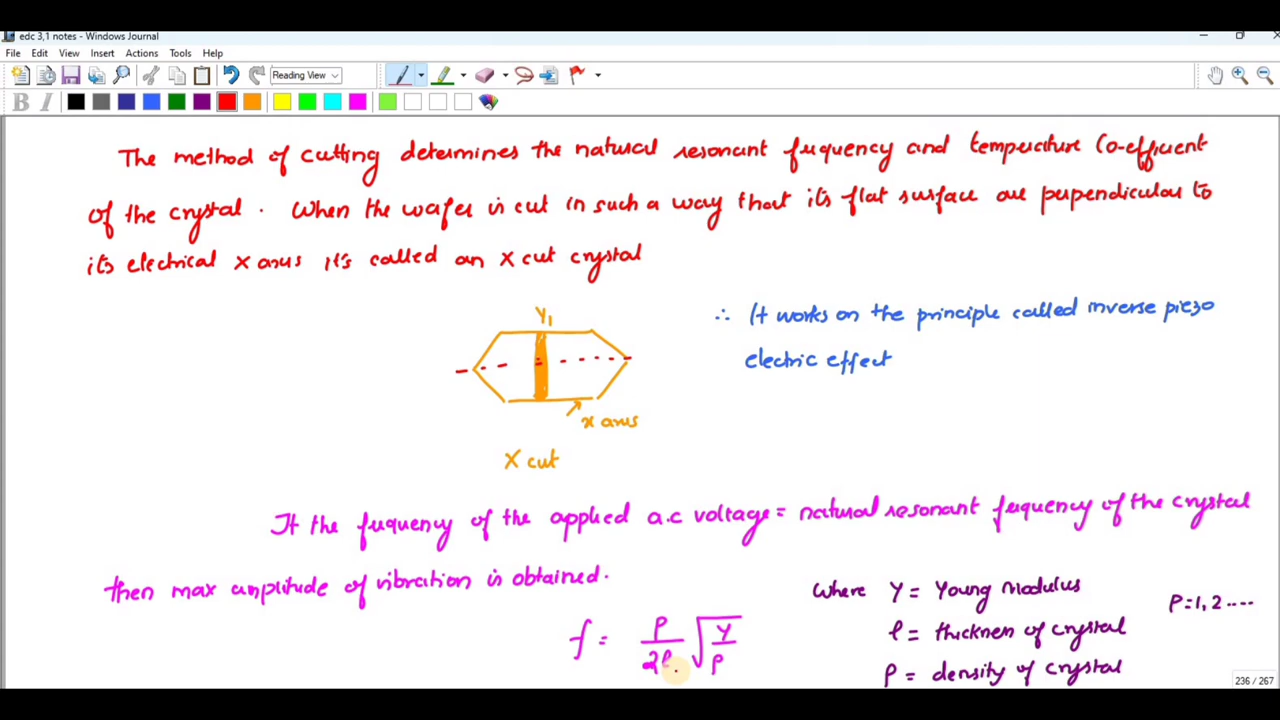 edc 3,1 notes - Windows Journal
File Edit View Insert Actions Tools Help
Reading View
B I
The method of cutting determines the natural resonant frequency and temperature Co-efficient
of the crystal. When the wafer is cut in such a way that it's flat surface are perpendicular to
it's electrical x axis it's called an X cut crystal
Y₁
x axis
X cut
∴ It works on the principle called inverse piezo
electric effect
If the frequency of the applied a.c voltage = natural resonant frequency of the crystal
then max amplitude of vibration is obtained.
f = P/2l √Y/ρ
Where Y = Young modulus
l = thickness of crystal
ρ = density of crystal
P=1,2....
236 / 267